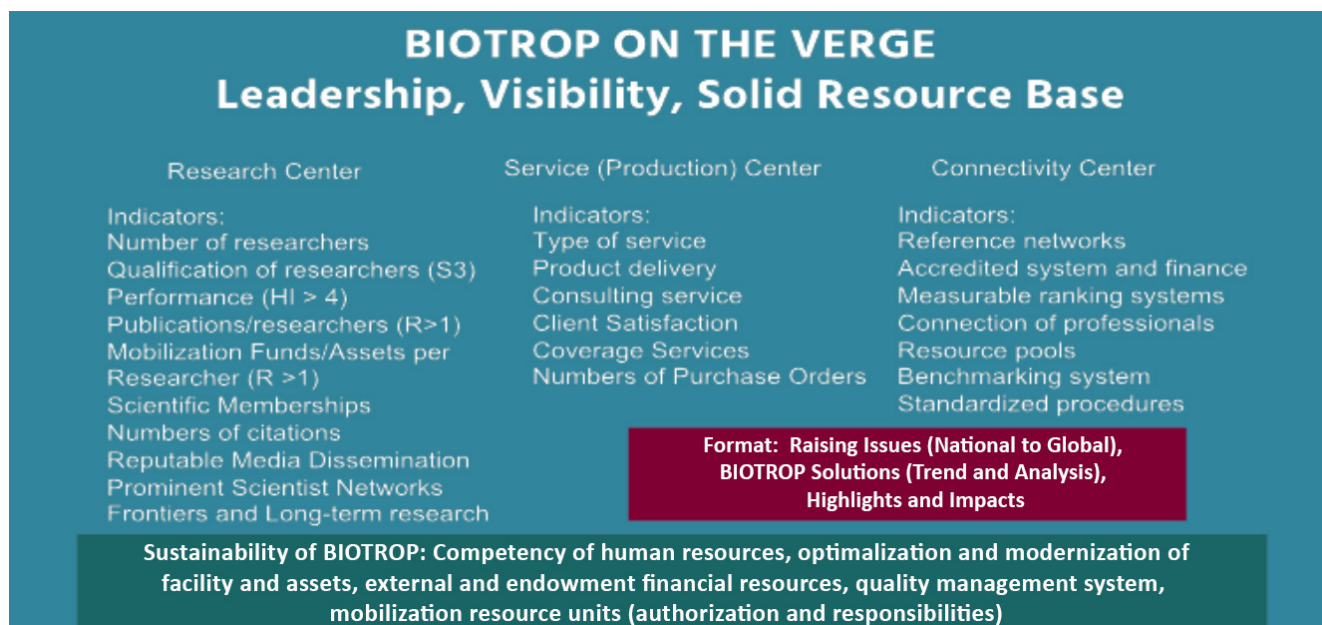 BIOTROP ON THE VERGE
Leadership, Visibility, Solid Resource Base
Research Center
Indicators:
Number of researchers
Qualification of researchers (S3)
Performance (HI > 4)
Publications/researchers (R>1)
Mobilization Funds/Assets per
Researcher (R >1)
Scientific Memberships
Numbers of citations
Reputable Media Dissemination
Prominent Scientist Networks
Frontiers and Long-term research
Service (Production) Center
Indicators:
Type of service
Product delivery
Consulting service
Client Satisfaction
Coverage Services
Numbers of Purchase Orders
Connectivity Center
Indicators:
Reference networks
Accredited system and finance
Measurable ranking systems
Connection of professionals
Resource pools
Benchmarking system
Standardized procedures
Format: Raising Issues (National to Global),
BIOTROP Solutions (Trend and Analysis),
Highlights and Impacts
Sustainability of BIOTROP: Competency of human resources, optimalization and modernization of
facility and assets, external and endowment financial resources, quality management system,
mobilization resource units (authorization and responsibilities)